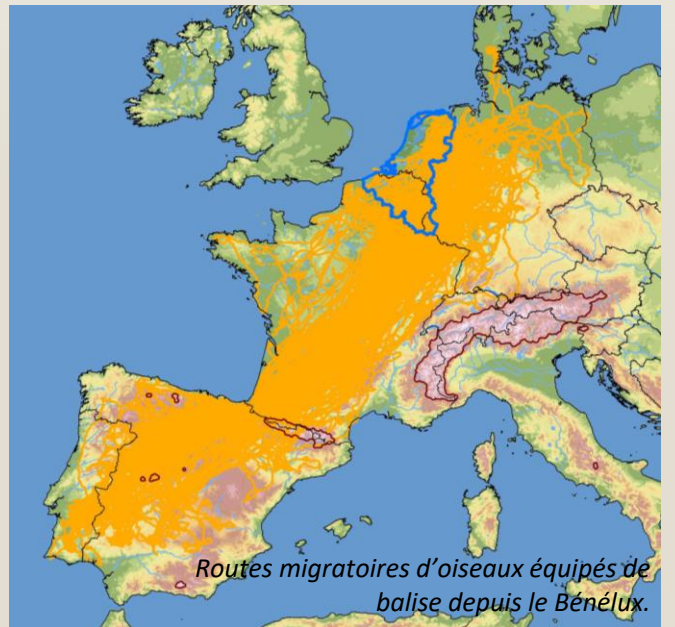 Routes migratoires d’oiseaux équipés de
balise depuis le Bénélux.